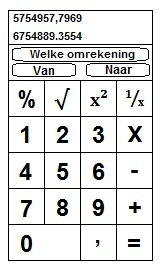 5754957,7969
6754889.3554
Welke omrekening
Van Naar
% √ x² ¹/x
1 2 3 X
4 5 6 -
7 8 9 +
0 , =